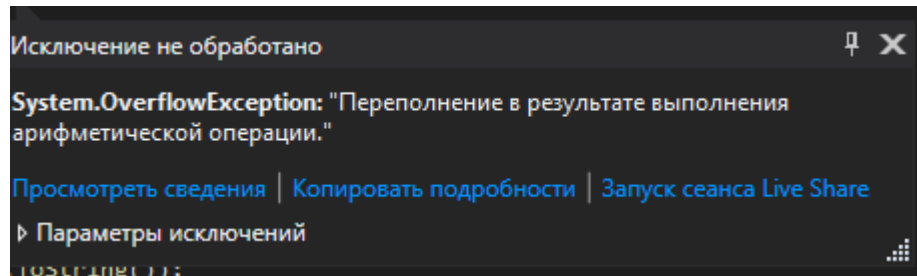 Исключение не обработано
System.OverflowException: "Переполнение в результате выполнения
арифметической операции."
Просмотреть сведения | Копировать подробности | Запуск сеанса Live Share
Параметры исключений